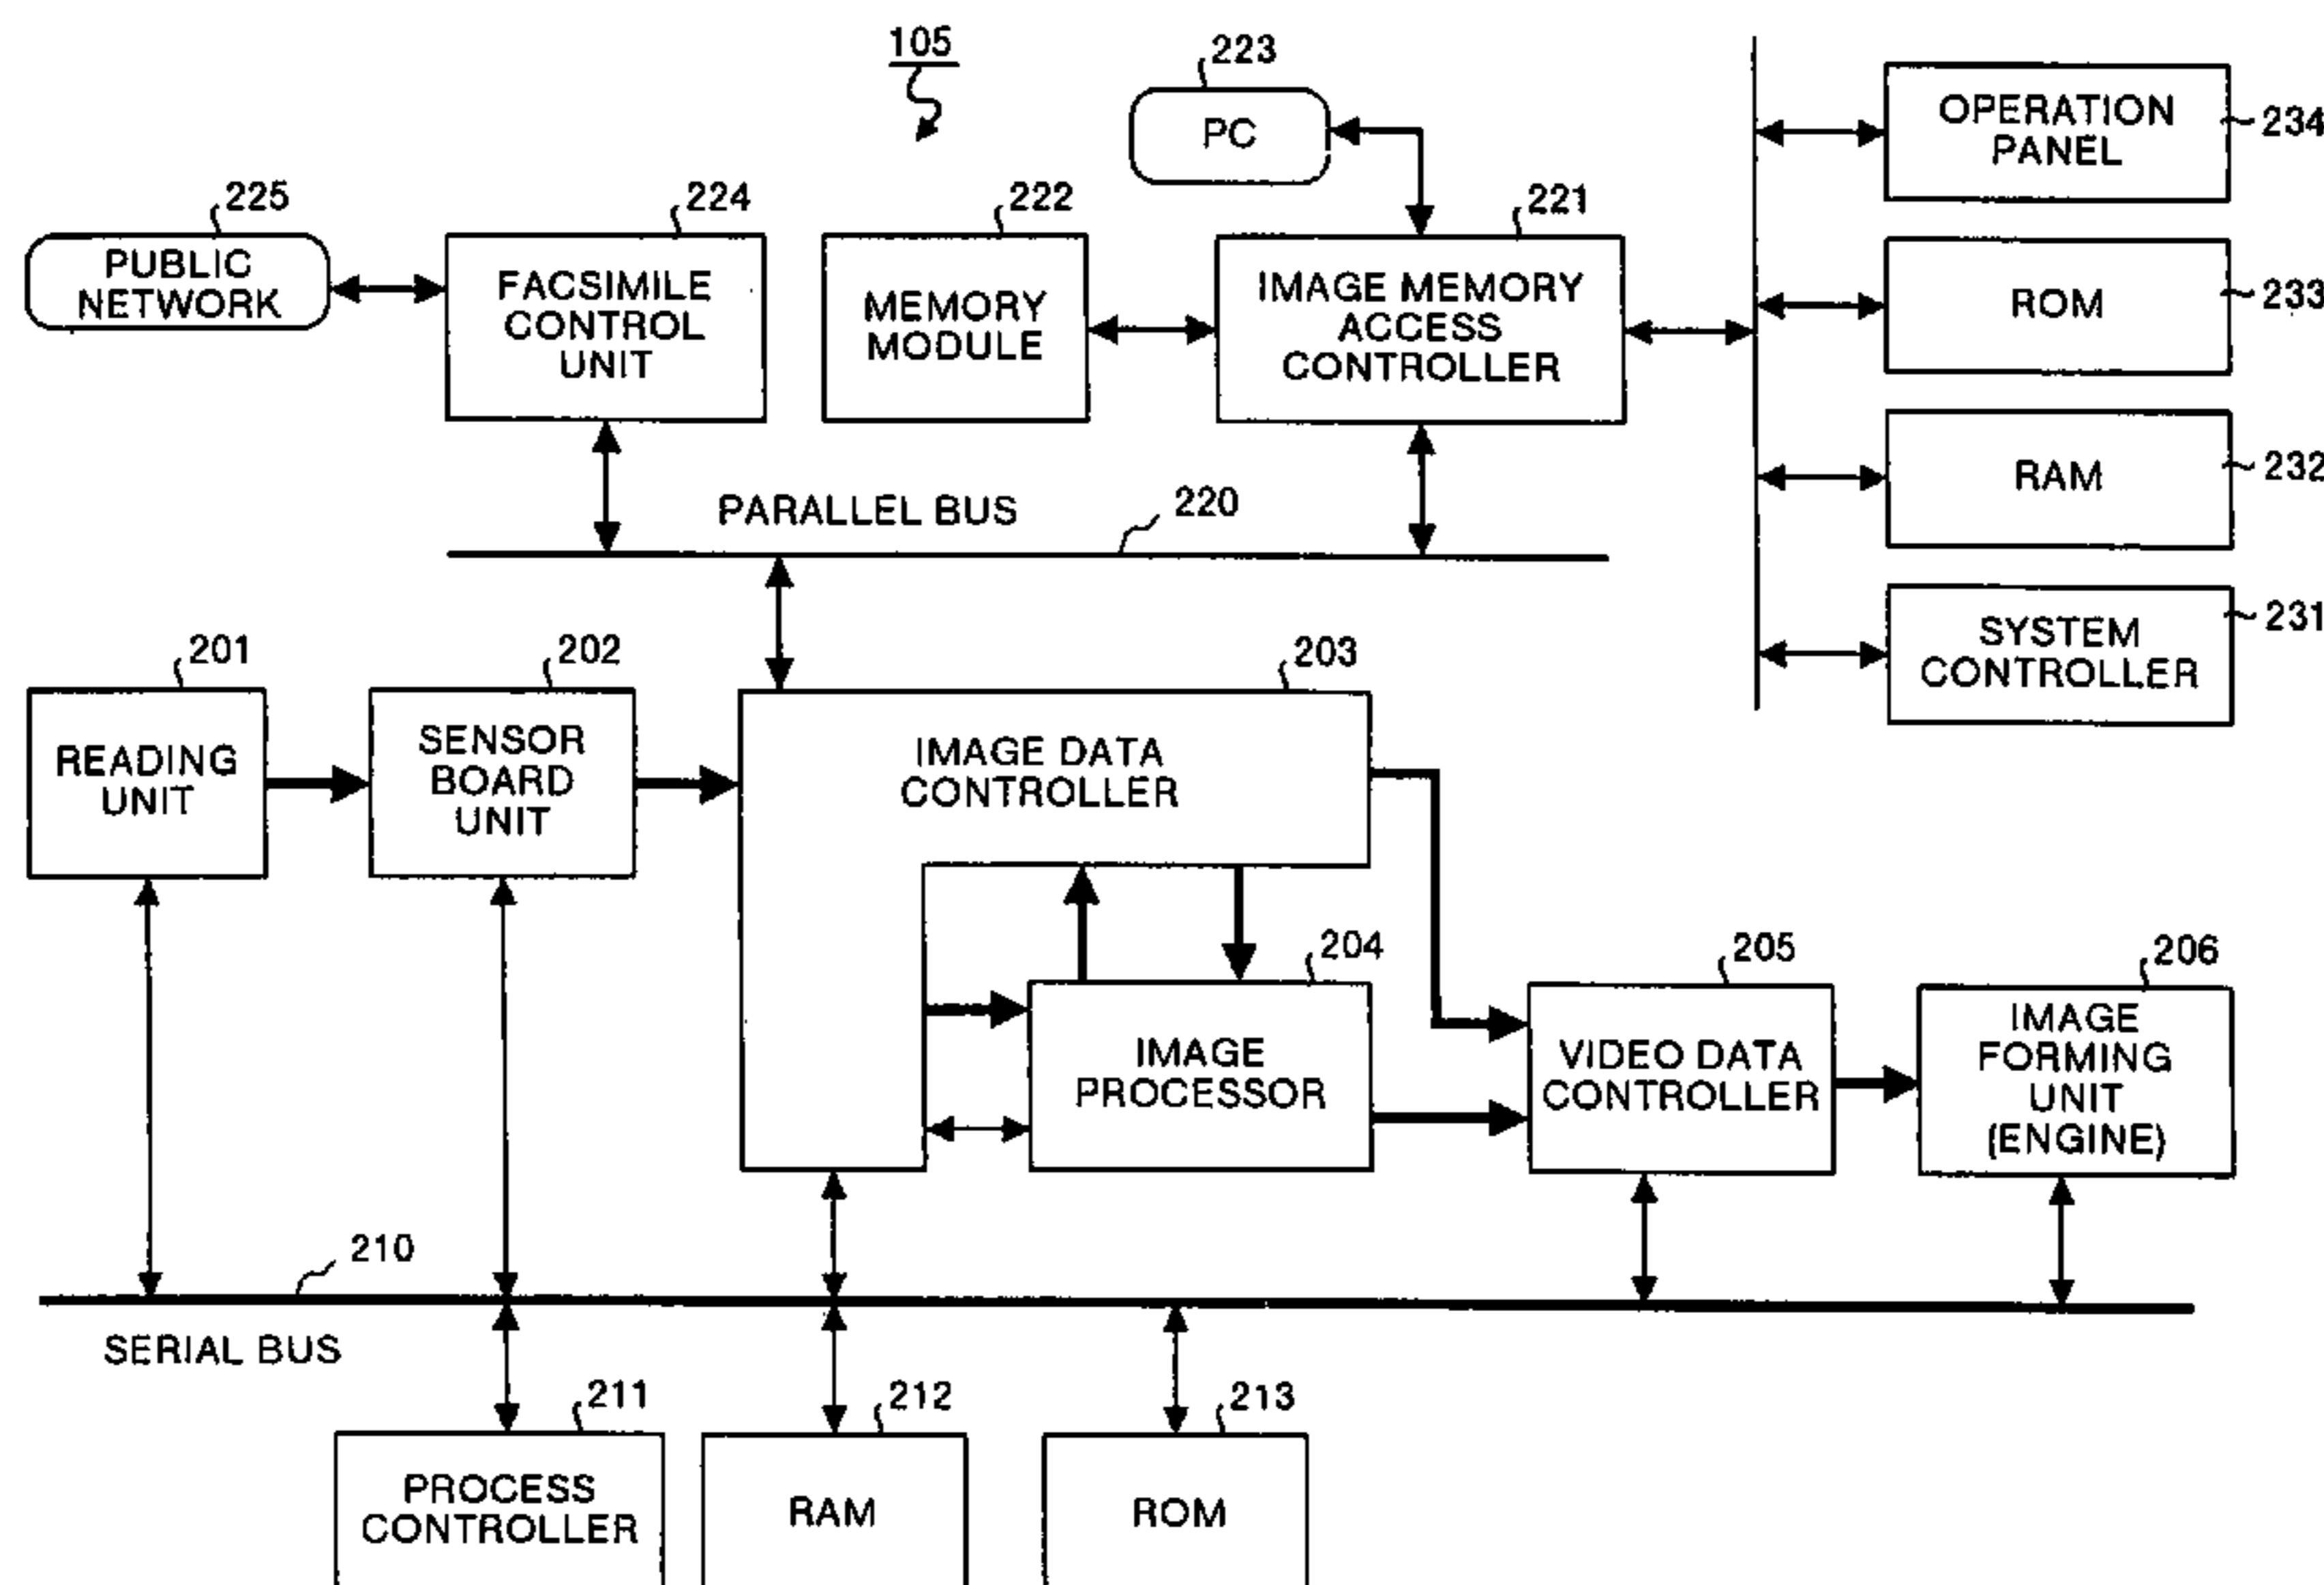 105
223
PC
OPERATION
PANEL
234
225
PUBLIC
NETWORK
224
FACSIMILE
CONTROL
UNIT
222
MEMORY
MODULE
221
IMAGE MEMORY
ACCESS
CONTROLLER
ROM
233
RAM
232
PARALLEL BUS
220
SYSTEM
CONTROLLER
231
201
READING
UNIT
202
SENSOR
BOARD
UNIT
203
IMAGE DATA
CONTROLLER
204
IMAGE
PROCESSOR
205
VIDEO DATA
CONTROLLER
206
IMAGE
FORMING
UNIT
(ENGINE)
210
SERIAL BUS
211
PROCESS
CONTROLLER
212
RAM
213
ROM